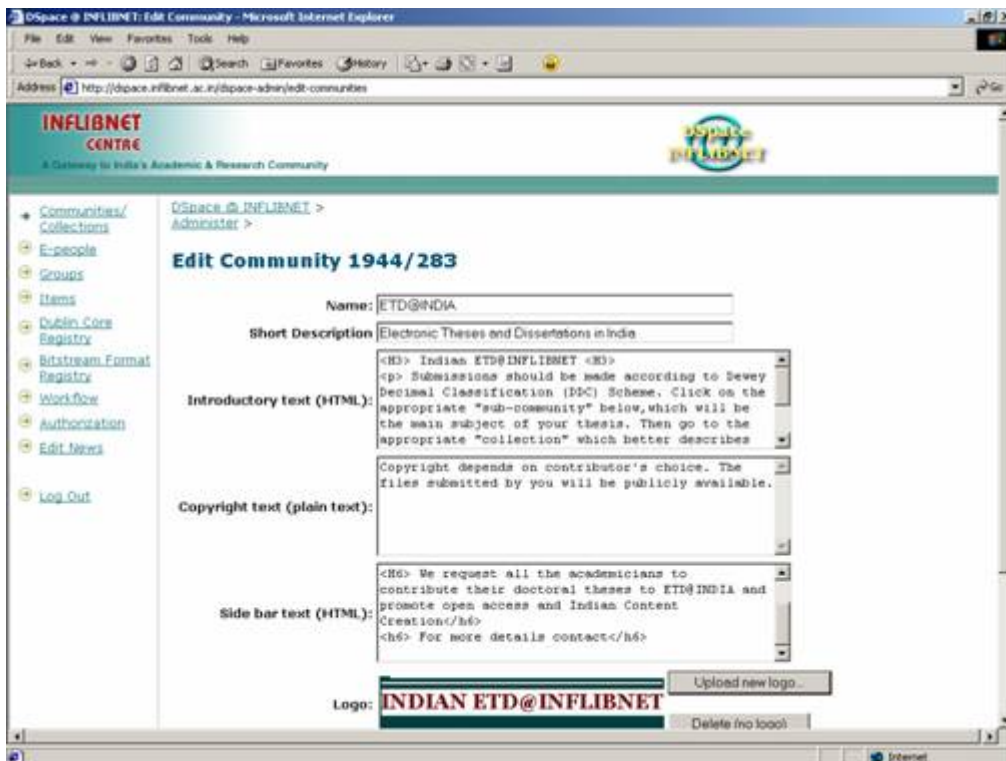 DSpace @ INFLIBNET: Edit Community - Microsoft Internet Explorer
File Edit View Favorites Tools Help
Back Search Favorites History
Address http://dspace.inflibnet.ac.in/dspace-admin/edit-communities Go
INFLIBNET
CENTRE
A Gateway to India's Academic & Research Community
DSpace
INFLIBNET
Communities/
Collections
E-people
Groups
Items
Dublin Core
Registry
Bitstream Format
Registry
Workflow
Authorization
Edit News
Log Out
DSpace @ INFLIBNET >
Administer >
Edit Community 1944/283
Name: ETD@INDIA
Short Description Electronic Theses and Dissertations in India
Introductory text (HTML):
<H3> Indian ETD@INFLIBNET <H3>
<p> Submissions should be made according to Dewey
Decimal Classification (DDC) Scheme. Click on the
appropriate "sub-community" below,which will be
the main subject of your thesis. Then go to the
appropriate "collection" which better describes
Copyright text (plain text):
Copyright depends on contributor's choice. The
files submitted by you will be publicly available.
Side bar text (HTML):
<H6> We request all the academicians to
contribute their doctoral theses to ETD@INDIA and
promote open access and Indian Content
Creation</h6>
<h6> For more details contact</h6>
Logo: INDIAN ETD@INFLIBNET
Upload new logo...
Delete (no logo)
Internet